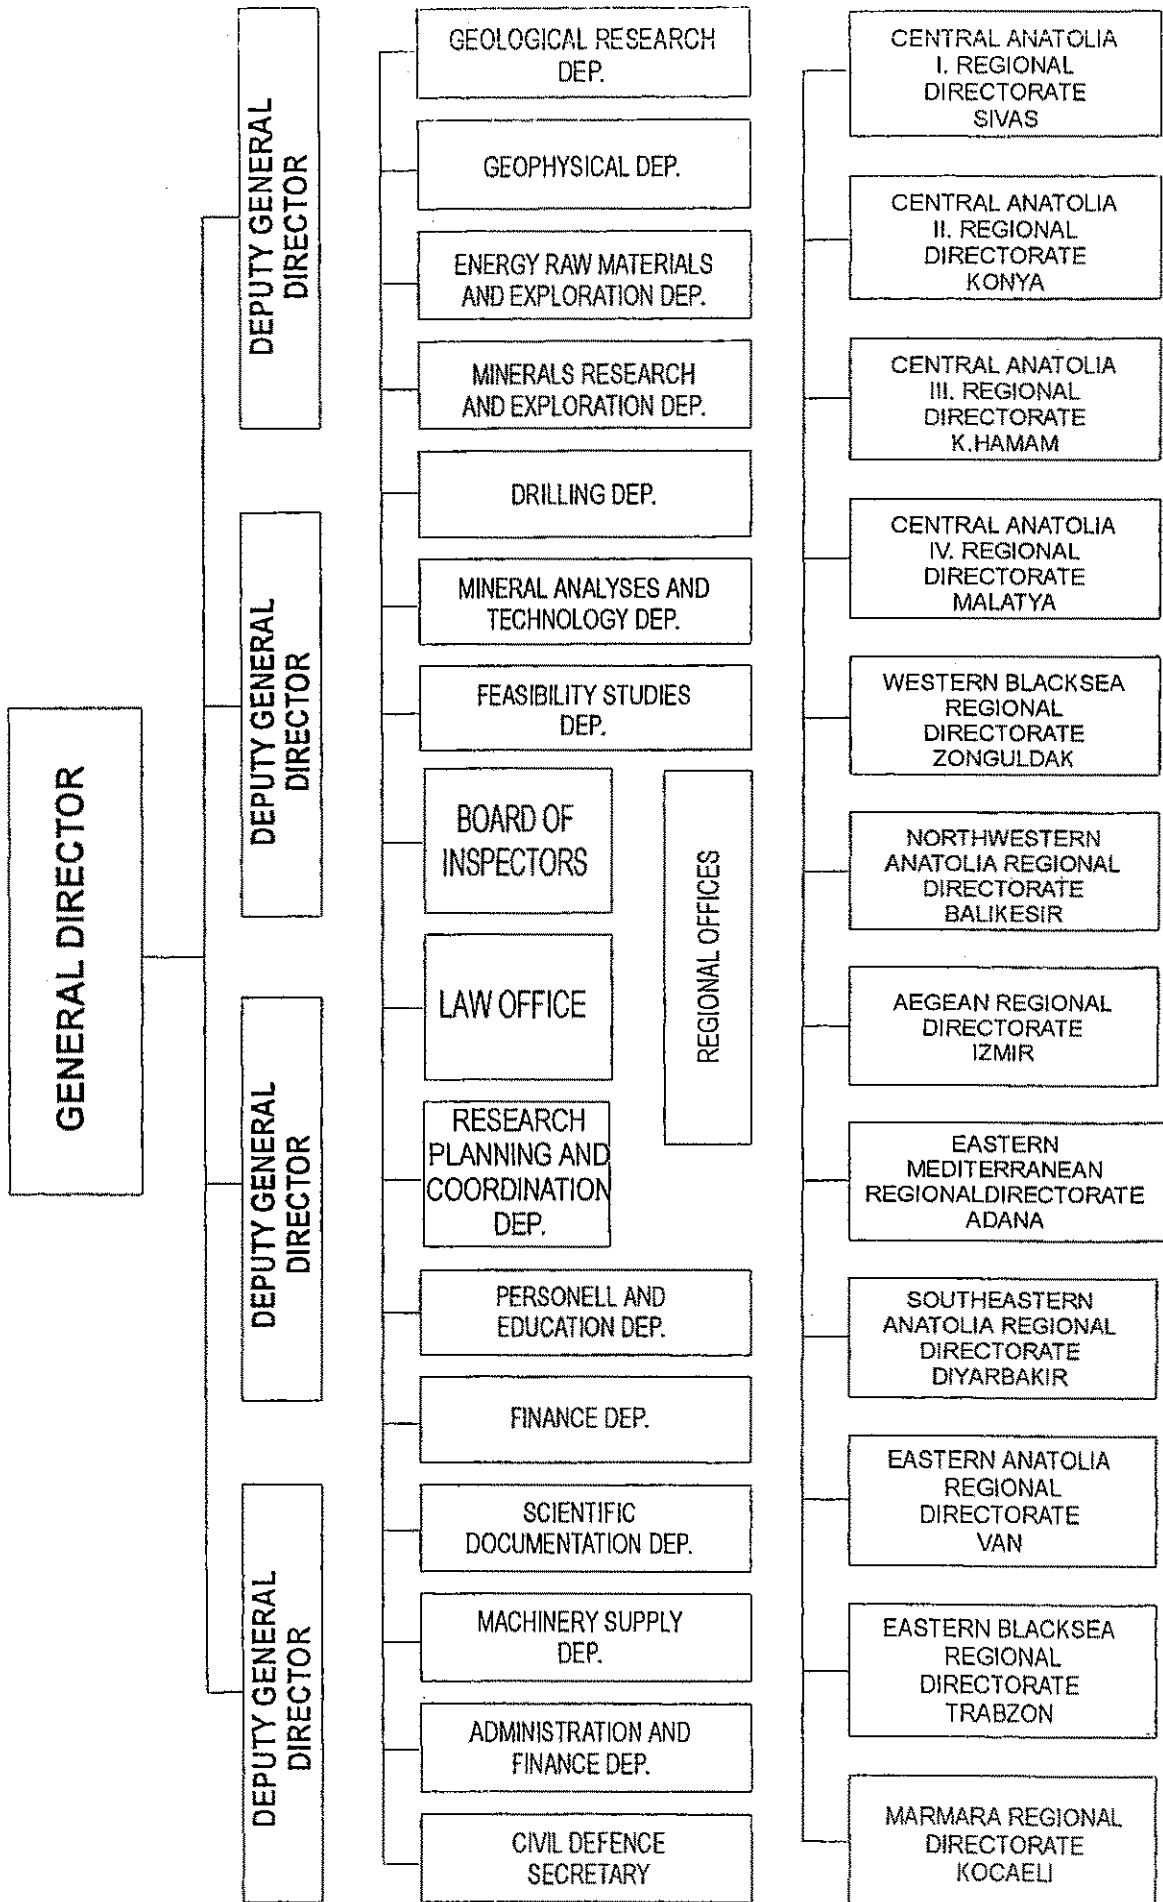 GENERAL DIRECTOR
DEPUTY GENERAL
DIRECTOR
DEPUTY GENERAL
DIRECTOR
DEPUTY GENERAL
DIRECTOR
DEPUTY GENERAL
DIRECTOR
GEOLOGICAL RESEARCH
DEP.
GEOPHYSICAL DEP.
ENERGY RAW MATERIALS
AND EXPLORATION DEP.
MINERALS RESEARCH
AND EXPLORATION DEP.
DRILLING DEP.
MINERAL ANALYSES AND
TECHNOLOGY DEP.
FEASIBILITY STUDIES
DEP.
BOARD OF
INSPECTORS
LAW OFFICE
RESEARCH
PLANNING AND
COORDINATION
DEP.
REGIONAL OFFICES
PERSONELL AND
EDUCATION DEP.
FINANCE DEP.
SCIENTIFIC
DOCUMENTATION DEP.
MACHINERY SUPPLY
DEP.
ADMINISTRATION AND
FINANCE DEP.
CIVIL DEFENCE
SECRETARY
CENTRAL ANATOLIA
I. REGIONAL
DIRECTORATE
SIVAS
CENTRAL ANATOLIA
II. REGIONAL
DIRECTORATE
KONYA
CENTRAL ANATOLIA
III. REGIONAL
DIRECTORATE
K.HAMAM
CENTRAL ANATOLIA
IV. REGIONAL
DIRECTORATE
MALATYA
WESTERN BLACKSEA
REGIONAL
DIRECTORATE
ZONGULDAK
NORTHWESTERN
ANATOLIA REGIONAL
DIRECTORATE
BALIKESIR
AEGEAN REGIONAL
DIRECTORATE
IZMIR
EASTERN
MEDITERRANEAN
REGIONALDIRECTORATE
ADANA
SOUTHEASTERN
ANATOLIA REGIONAL
DIRECTORATE
DIYARBAKIR
EASTERN ANATOLIA
REGIONAL
DIRECTORATE
VAN
EASTERN BLACKSEA
REGIONAL
DIRECTORATE
TRABZON
MARMARA REGIONAL
DIRECTORATE
KOCAELI